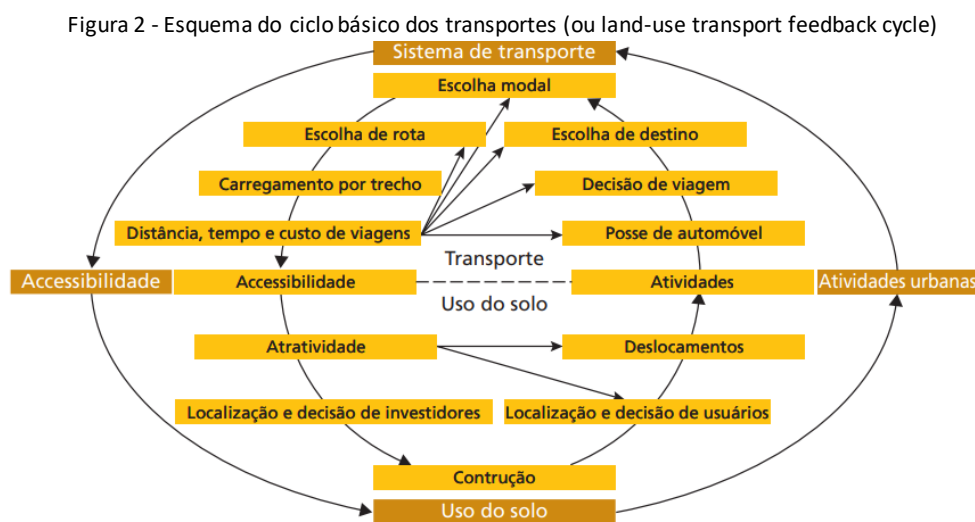 Figura 2 - Esquema do ciclo básico dos transportes (ou land-use transport feedback cycle)
Sistema de transporte
Escolha modal
Escolha de rota
Escolha de destino
Carregamento por trecho
Decisão de viagem
Distância, tempo e custo de viagens
Posse de automóvel
Transporte
Accessibilidade
Accessibilidade
Atividades
Atividades urbanas
Uso do solo
Atratividade
Deslocamentos
Localização e decisão de investidores
Localização e decisão de usuários
Contrução
Uso do solo